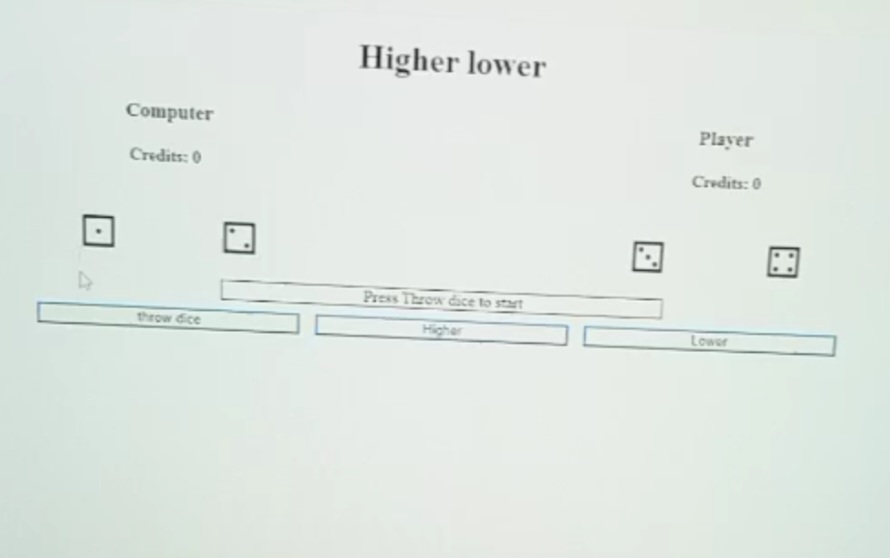 Higher lower
Computer
Player
Credits: 0
Credits: 0
Press Throw dice to start
throw dice
Higher
Lower